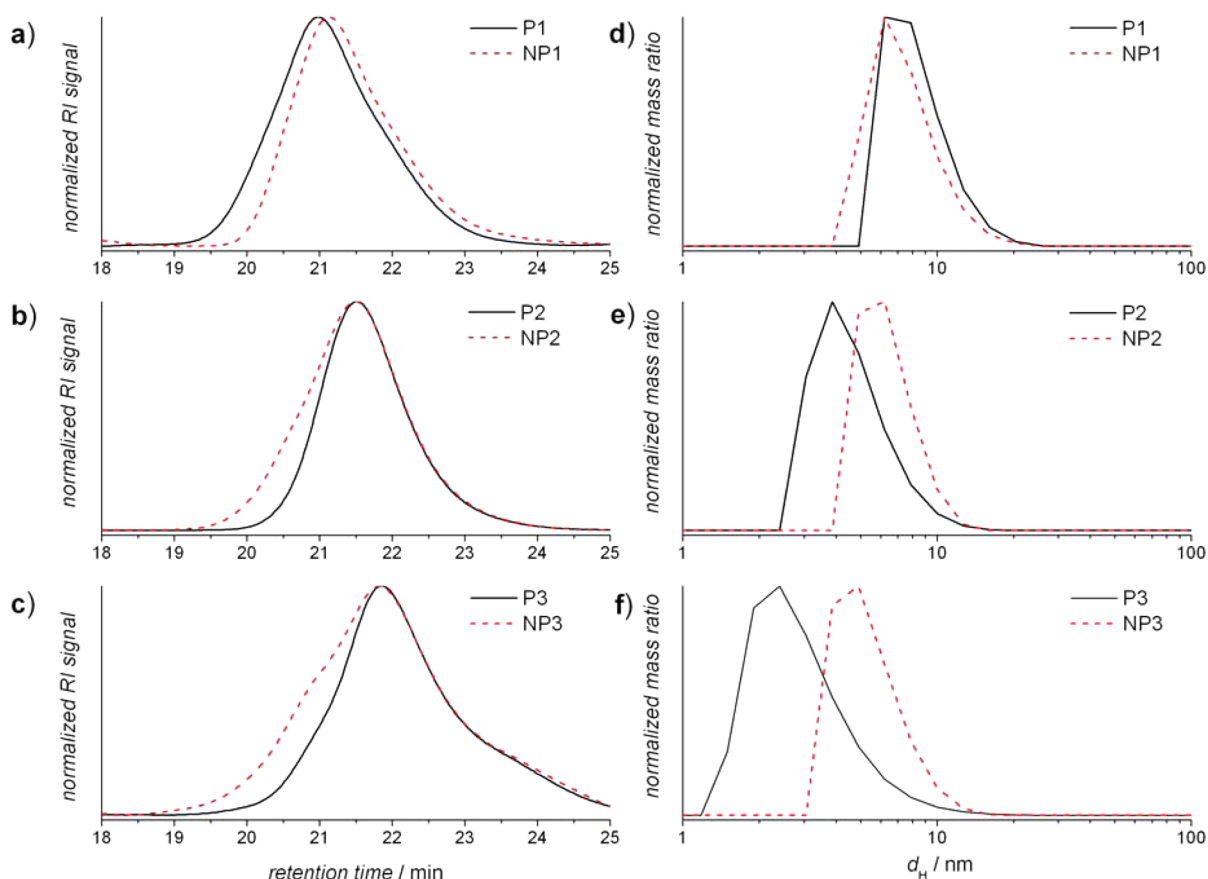 a)
normalized RI signal
P1
NP1
18 19 20 21 22 23 24 25
d)
normalized mass ratio
P1
NP1
1 10 100
b)
normalized RI signal
P2
NP2
18 19 20 21 22 23 24 25
e)
normalized mass ratio
P2
NP2
1 10 100
c)
normalized RI signal
P3
NP3
18 19 20 21 22 23 24 25
retention time / min
f)
normalized mass ratio
P3
NP3
1 10 100
d_H / nm